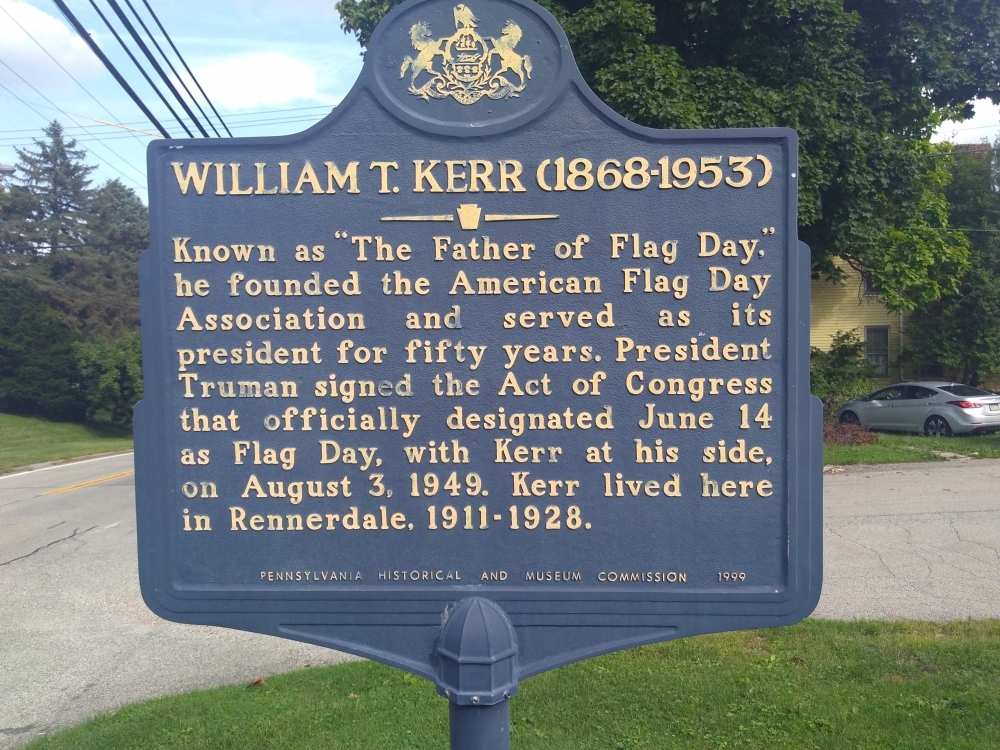 WILLIAM T. KERR (1868-1953)
Known as "The Father of Flag Day,"
he founded the American Flag Day
Association and served as its
president for fifty years. President
Truman signed the Act of Congress
that officially designated June 14
as Flag Day, with Kerr at his side,
on August 3, 1949. Kerr lived here
in Rennerdale, 1911-1928.
PENNSYLVANIA HISTORICAL AND MUSEUM COMMISSION 1999